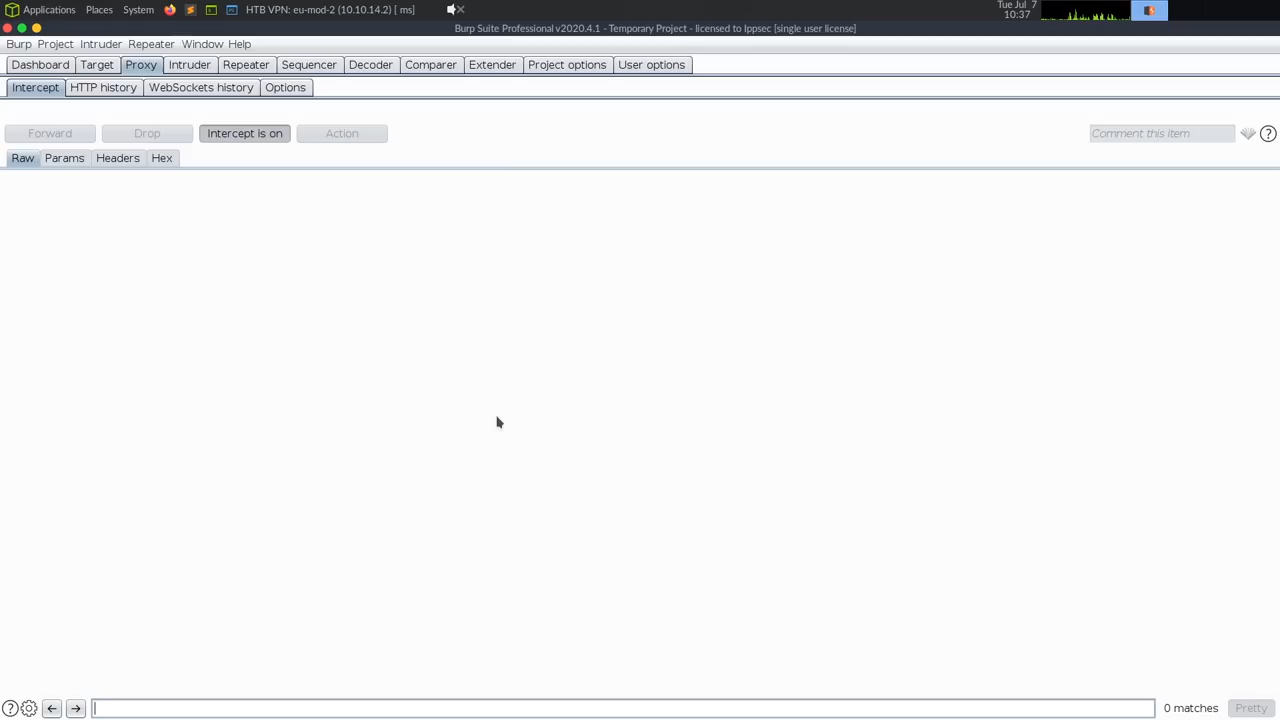 Applications Places System HTB VPN: eu-mod-2 (10.10.14.2) [ ms] Tue Jul 7
10:37
Burp Suite Professional v2020.4.1 - Temporary Project - licensed to Ippsec [single user license]
Burp Project Intruder Repeater Window Help
Dashboard Target Proxy Intruder Repeater Sequencer Decoder Comparer Extender Project options User options
Intercept HTTP history WebSockets history Options
Forward Drop Intercept is on Action Comment this item ?
Raw Params Headers Hex
? 0 matches Pretty